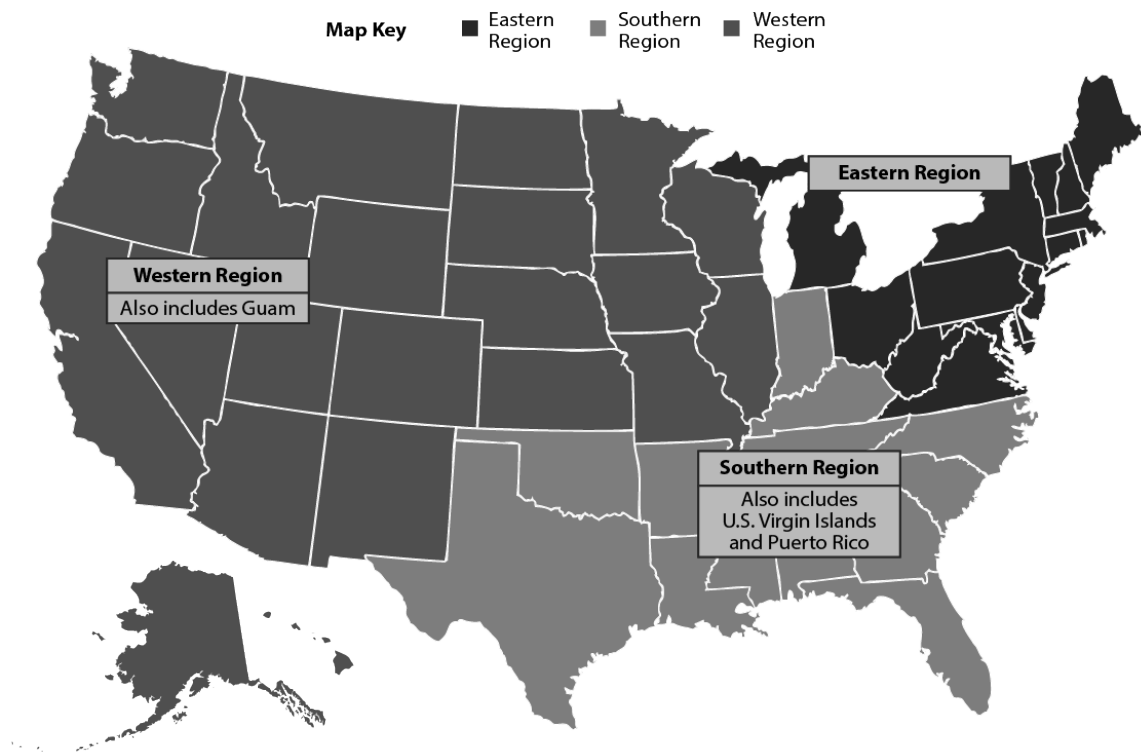 Map Key
Eastern
Region
Southern
Region
Western
Region
Eastern Region
Western Region
Also includes Guam
Southern Region
Also includes
U.S. Virgin Islands
and Puerto Rico